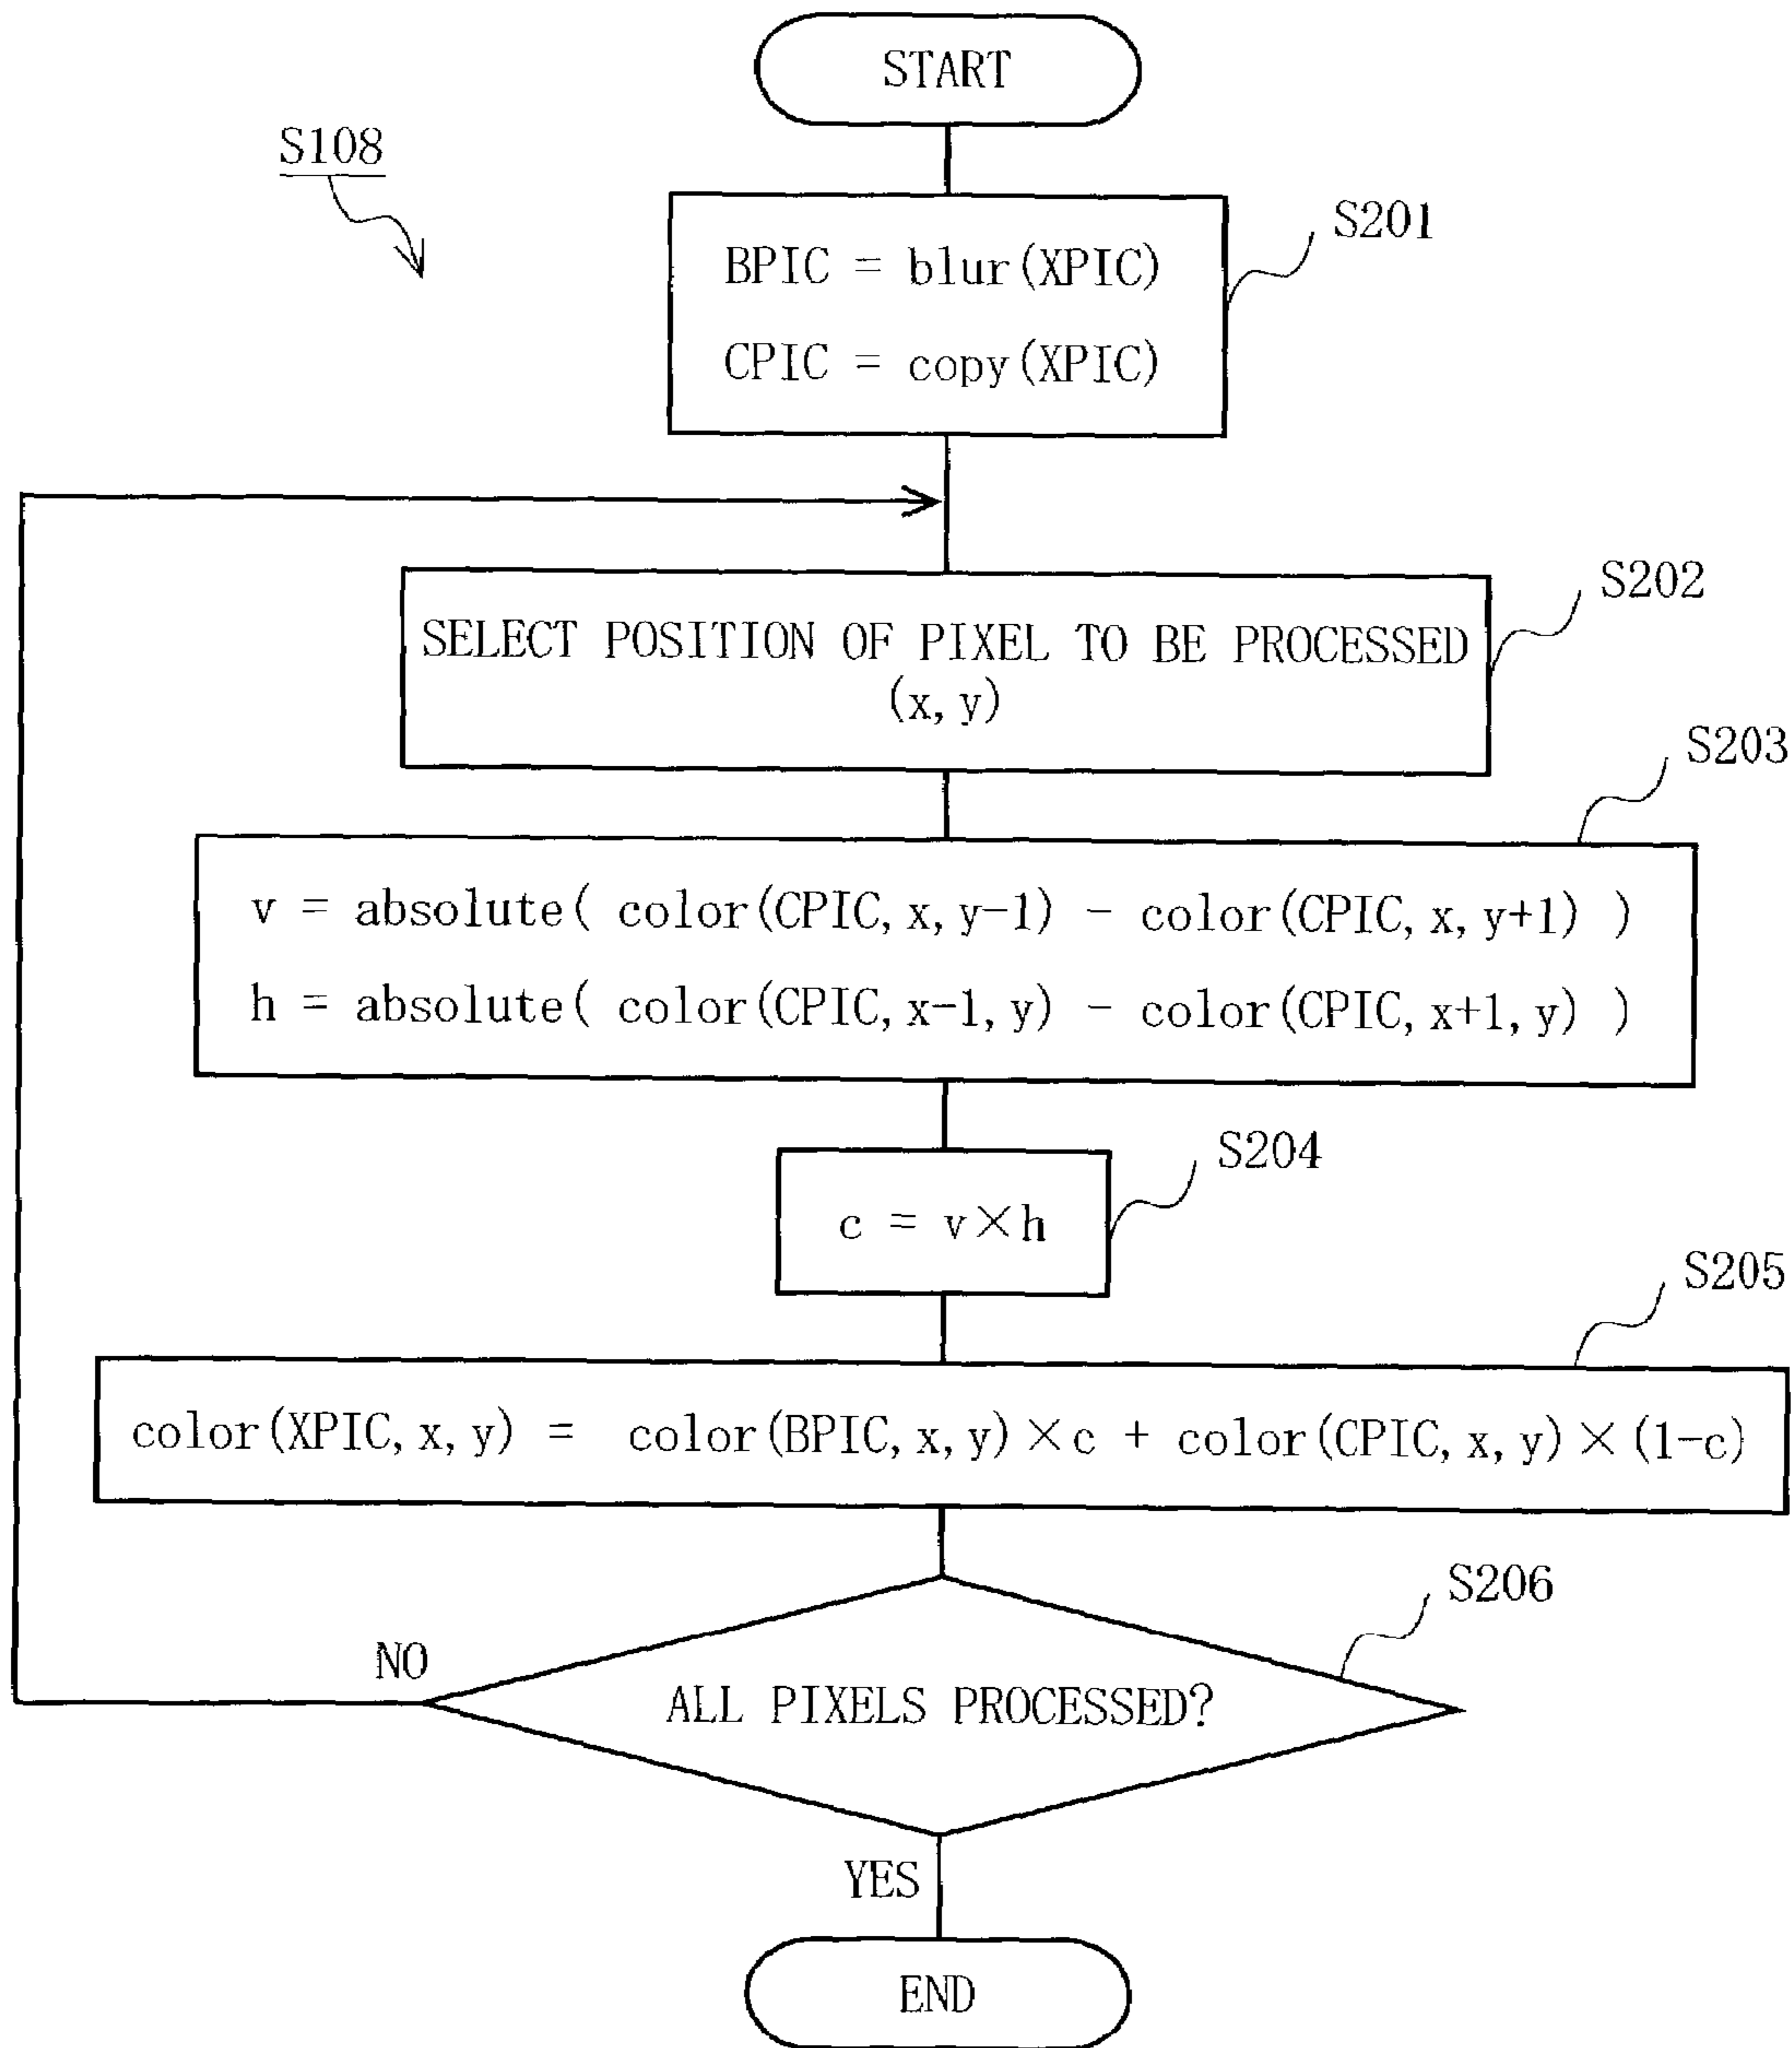 START
S108
S201
BPIC = blur(XPIC)
CPIC = copy(XPIC)
S202
SELECT POSITION OF PIXEL TO BE PROCESSED
(x, y)
S203
v = absolute( color(CPIC, x, y-1) - color(CPIC, x, y+1) )
h = absolute( color(CPIC, x-1, y) - color(CPIC, x+1, y) )
S204
c = v×h
S205
color(XPIC, x, y) = color(BPIC, x, y)×c + color(CPIC, x, y)×(1-c)
S206
NO
ALL PIXELS PROCESSED?
YES
END